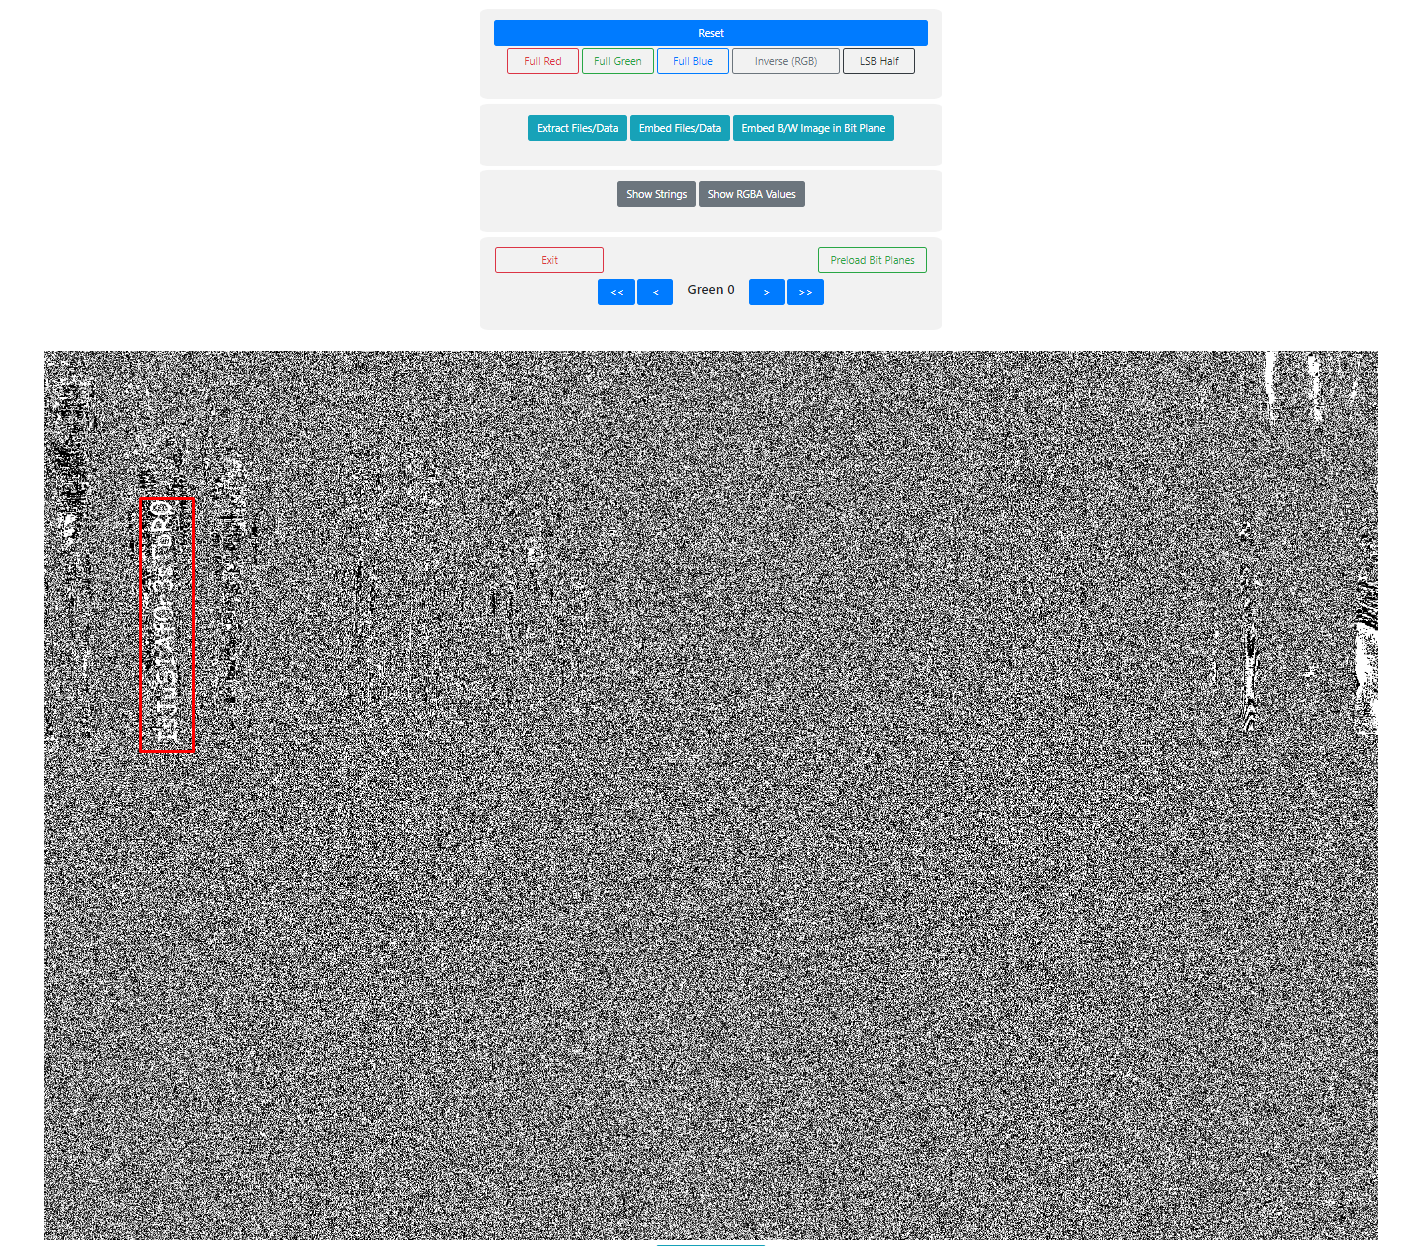 Reset
Full Red Full Green Full Blue Inverse (RGB) LSB Half
Extract Files/Data Embed Files/Data Embed B/W Image in Bit Plane
Show Strings Show RGBA Values
Exit Preload Bit Planes
<< < Green 0 > >>